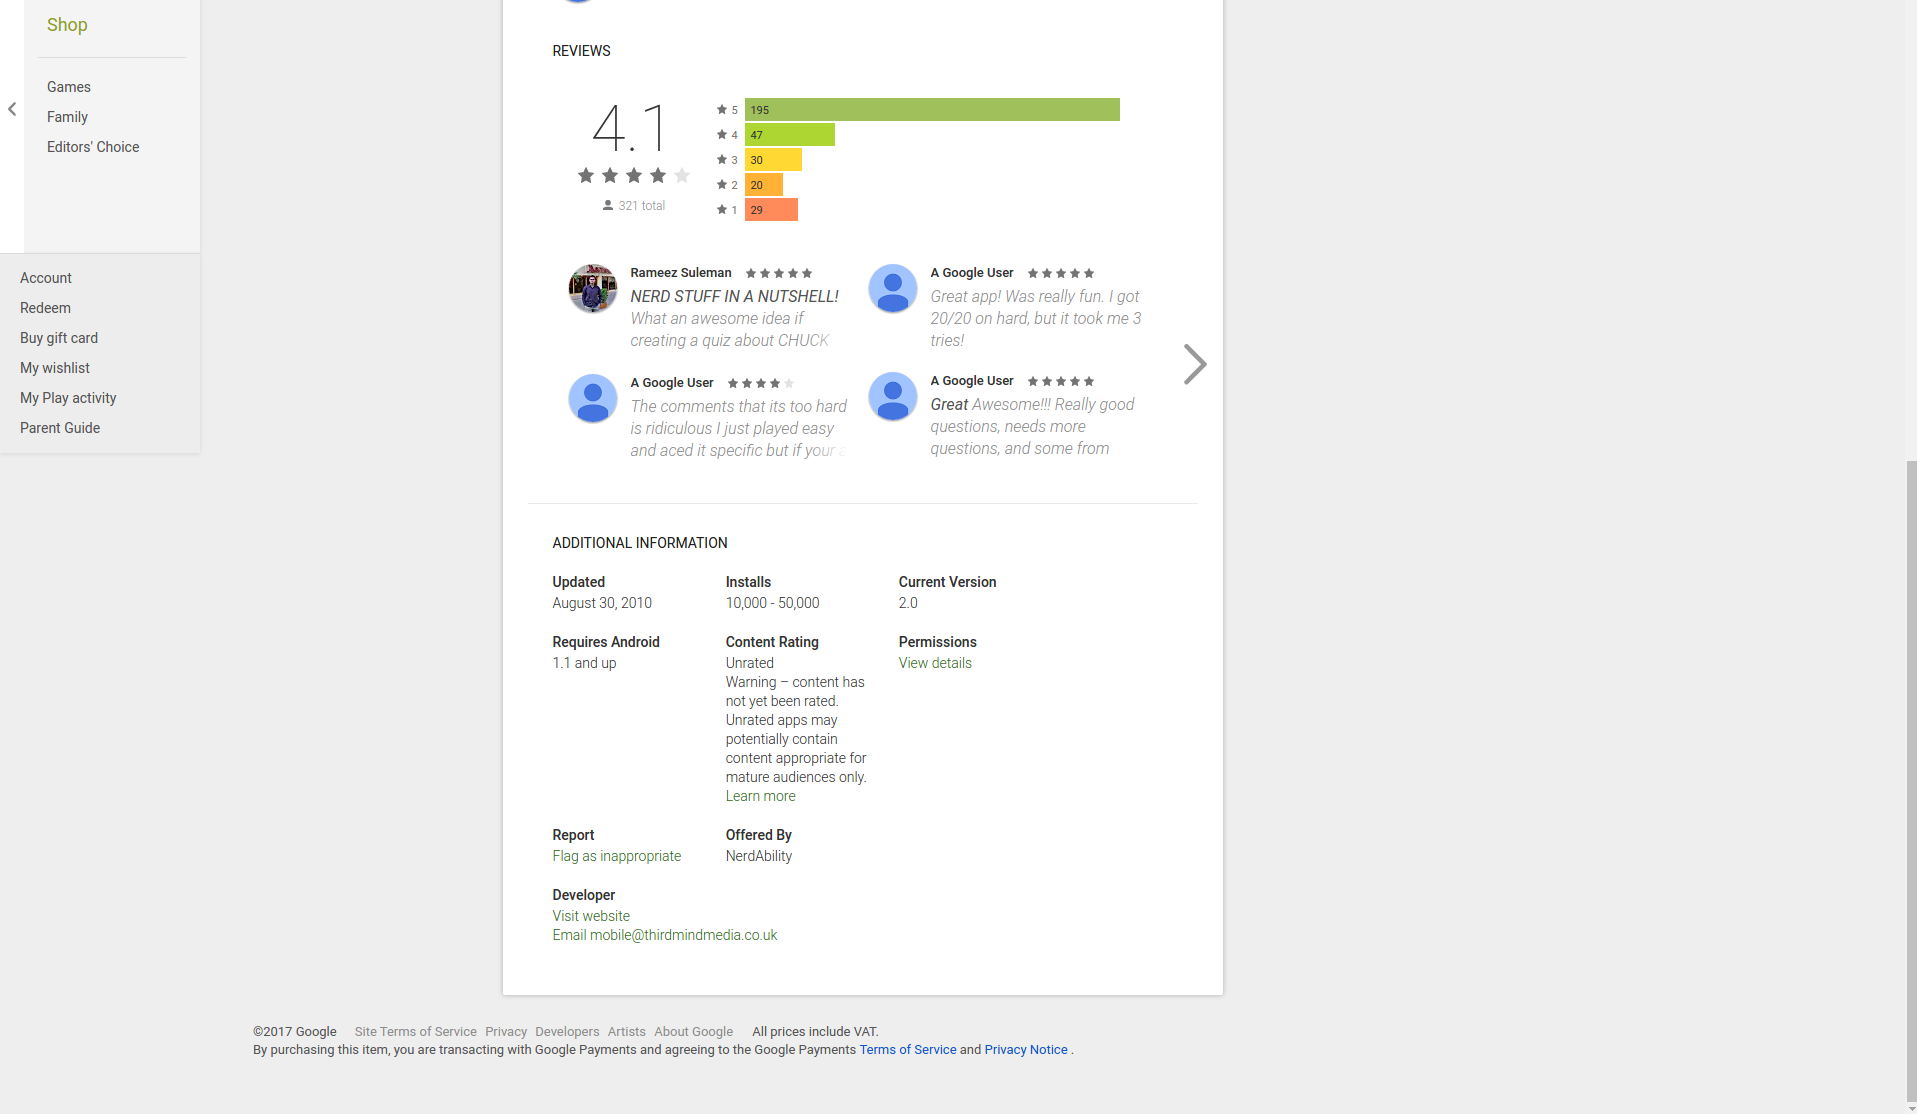 Shop
Games
Family
Editors' Choice
Account
Redeem
Buy gift card
My wishlist
My Play activity
Parent Guide
REVIEWS
4.1
321 total
5 195
4 47
3 30
2 20
1 29
Rameez Suleman
NERD STUFF IN A NUTSHELL!
What an awesome idea if
creating a quiz about CHUCK
A Google User
Great app! Was really fun. I got
20/20 on hard, but it took me 3
tries!
A Google User
The comments that its too hard
is ridiculous I just played easy
and aced it specific but if your a
A Google User
Great Awesome!!! Really good
questions, needs more
questions, and some from
ADDITIONAL INFORMATION
Updated
August 30, 2010
Installs
10,000 - 50,000
Current Version
2.0
Requires Android
1.1 and up
Content Rating
Unrated
Warning – content has
not yet been rated.
Unrated apps may
potentially contain
content appropriate for
mature audiences only.
Learn more
Permissions
View details
Report
Flag as inappropriate
Offered By
NerdAbility
Developer
Visit website
Email mobile@thirdmindmedia.co.uk
©2017 Google Site Terms of Service Privacy Developers Artists About Google All prices include VAT.
By purchasing this item, you are transacting with Google Payments and agreeing to the Google Payments Terms of Service and Privacy Notice .